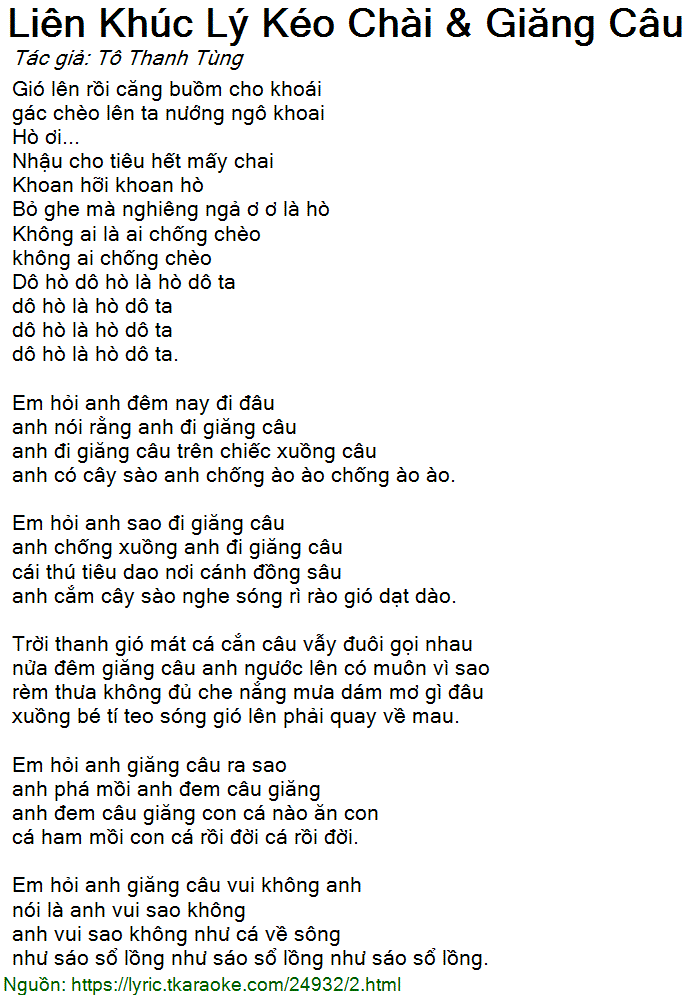 Liên Khúc Lý Kéo Chài & Giăng Câu
Tác giả: Tô Thanh Tùng
Gió lên rồi căng buồm cho khoái
gác chèo lên ta nướng ngô khoai
Hò ơi...
Nhậu cho tiêu hết mấy chai
Khoan hỡi khoan hò
Bỏ ghe mà nghiêng ngả ơ ơ là hò
Không ai là ai chống chèo
không ai chống chèo
Dô hò dô hò là hò dô ta
dô hò là hò dô ta
dô hò là hò dô ta
dô hò là hò dô ta.
Em hỏi anh đêm nay đi đâu
anh nói rằng anh đi giăng câu
anh đi giăng câu trên chiếc xuồng câu
anh có cây sào anh chống ào ào chống ào ào.
Em hỏi anh sao đi giăng câu
anh chống xuồng anh đi giăng câu
cái thú tiêu dao nơi cánh đồng sâu
anh cắm cây sào nghe sóng rì rào gió dạt dào.
Trời thanh gió mát cá cắn câu vẫy đuôi gọi nhau
nửa đêm giăng câu anh ngước lên có muôn vì sao
rèm thưa không đủ che nắng mưa dám mơ gì đâu
xuồng bé tí teo sóng gió lên phải quay về mau.
Em hỏi anh giăng câu ra sao
anh phá mồi anh đem câu giăng
anh đem câu giăng con cá nào ăn con
cá ham mồi con cá rồi đời cá rồi đời.
Em hỏi anh giăng câu vui không anh
nói là anh vui sao không
anh vui sao không như cá về sông
như sáo sổ lồng như sáo sổ lồng như sáo sổ lồng.
Nguồn: https://lyric.tkaraoke.com/24932/2.html